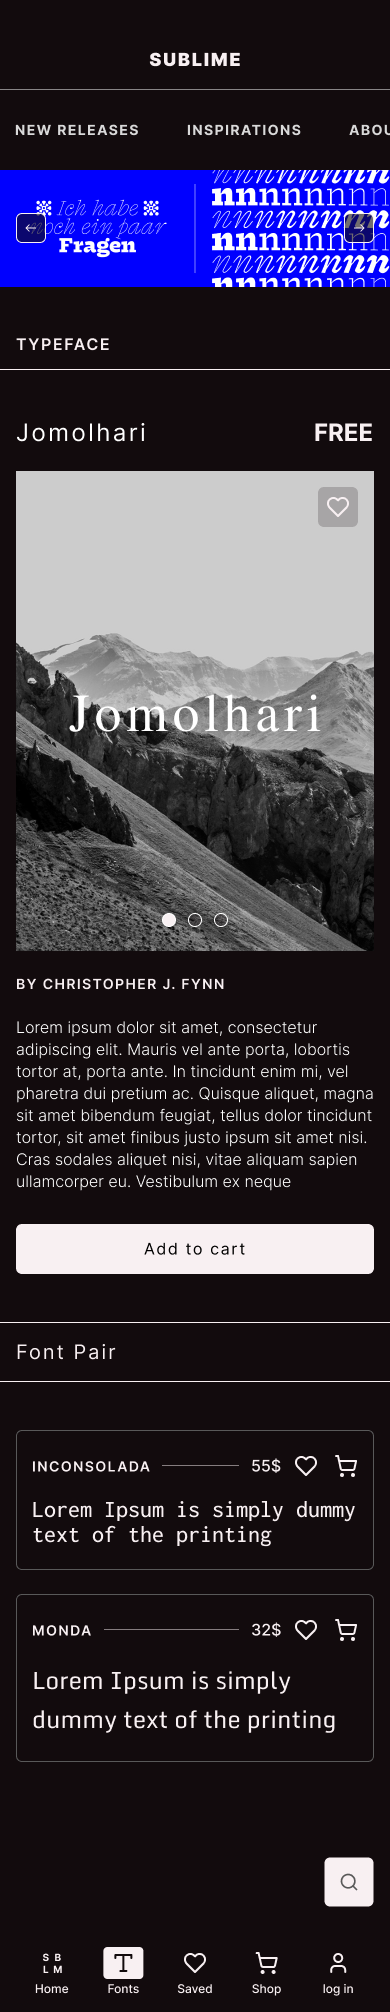 SUBLIME
NEW RELEASES INSPIRATIONS ABOU
Ich habe
noch ein paar
Fragen
nnnnnnnnn
nnnnnnnn
nnnnnnnnn
nnnnnnnn
nnnnnnnnn
nnnnnnnn
TYPEFACE
Jomolhari FREE
Jomolhari
BY CHRISTOPHER J. FYNN
Lorem ipsum dolor sit amet, consectetur
adipiscing elit. Mauris vel ante porta, lobortis
tortor at, porta ante. In tincidunt enim mi, vel
pharetra dui pretium ac. Quisque aliquet, magna
sit amet bibendum feugiat, tellus dolor tincidunt
tortor, sit amet finibus justo ipsum sit amet nisi.
Cras sodales aliquet nisi, vitae aliquam sapien
ullamcorper eu. Vestibulum ex neque
Add to cart
Font Pair
INCONSOLADA 55$
Lorem Ipsum is simply dummy
text of the printing
MONDA 32$
Lorem Ipsum is simply
dummy text of the printing
S B
L M
Home Fonts Saved Shop log in